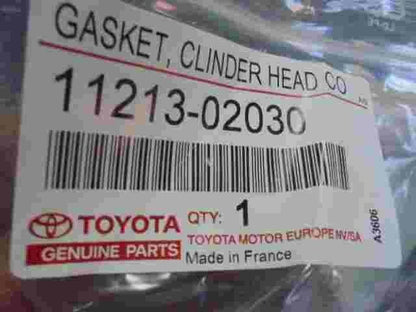 GASKET, CLINDER HEAD CO
11213-02030
TOYOTA
GENUINE PARTS
QTY: 1
TOYOTA MOTOR EUROPE NV/SA
Made in France
A3606